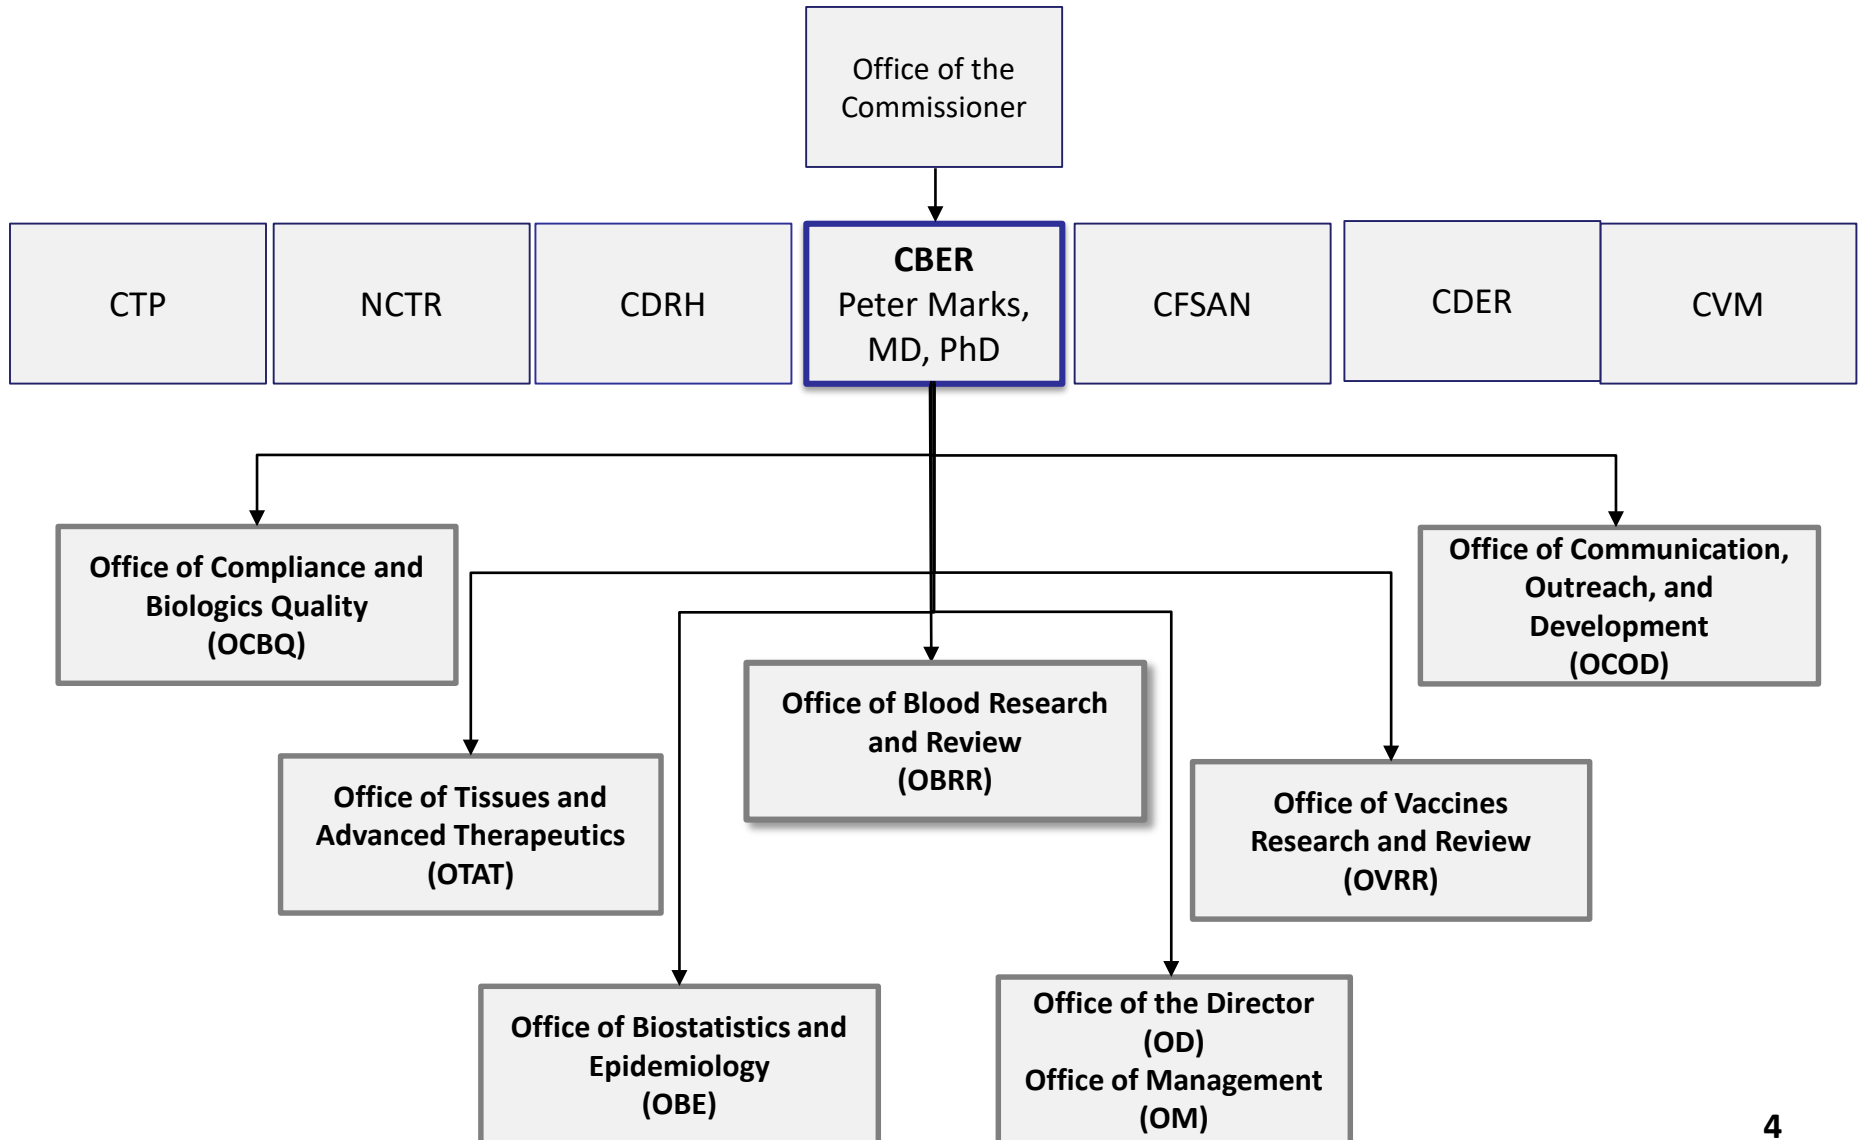 Office of the
Commissioner
CTP
NCTR
CDRH
CBER
Peter Marks,
MD, PhD
CFSAN
CDER
CVM
Office of Compliance and
Biologics Quality
(OCBQ)
Office of Communication,
Outreach, and
Development
(OCOD)
Office of Blood Research
and Review
(OBRR)
Office of Tissues and
Advanced Therapeutics
(OTAT)
Office of Vaccines
Research and Review
(OVRR)
Office of Biostatistics and
Epidemiology
(OBE)
Office of the Director
(OD)
Office of Management
(OM)
4